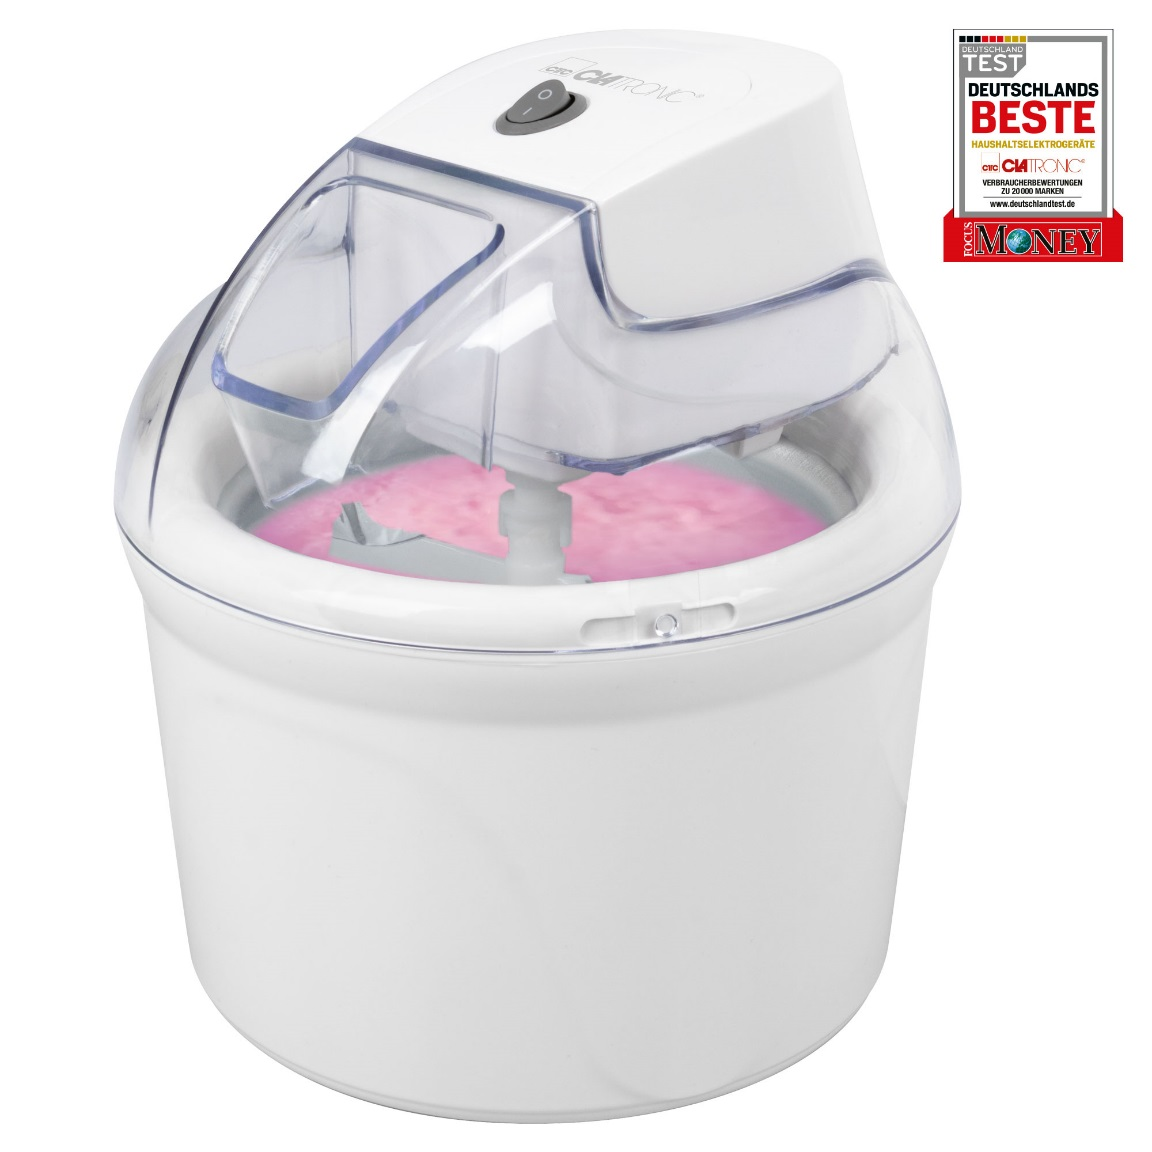 CTC CLATRONIC®
DEUTSCHLAND
TEST
DEUTSCHLANDS
BESTE
HAUSHALTSELEKTROGERÄTE
CTC CLATRONIC®
VERBRAUCHERBEWERTUNGEN
ZU 20 000 MARKEN
www.deutschlandtest.de
FOCUS
MONEY